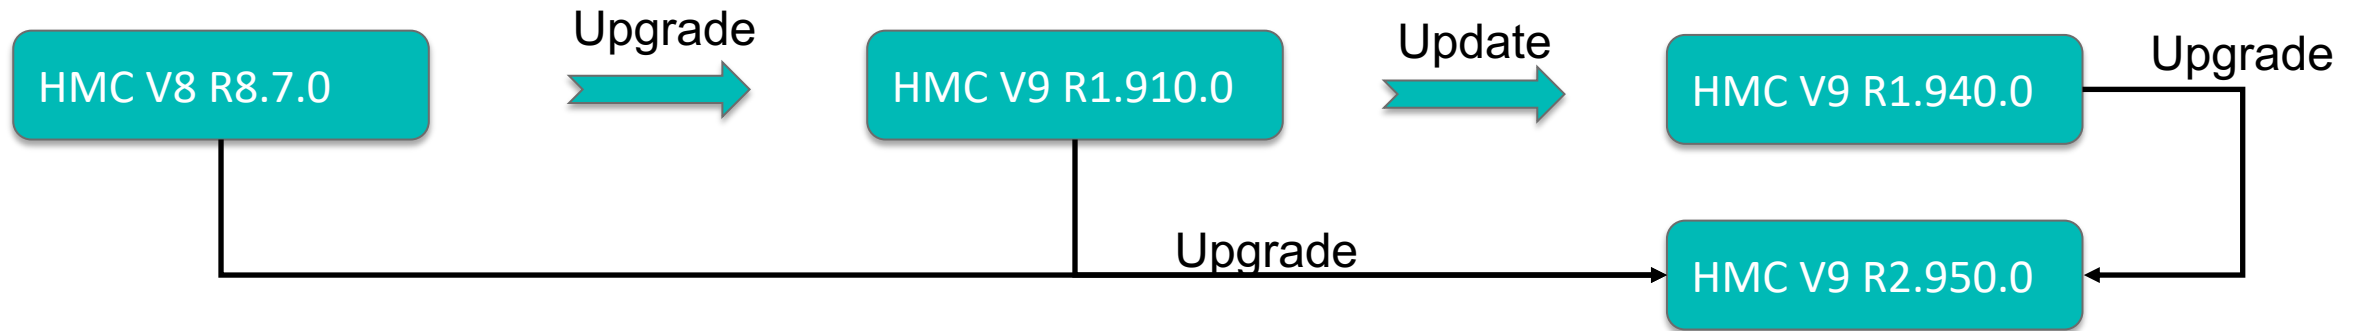 Upgrade
Update
Upgrade
HMC V8 R8.7.0
HMC V9 R1.910.0
HMC V9 R1.940.0
Upgrade
HMC V9 R2.950.0